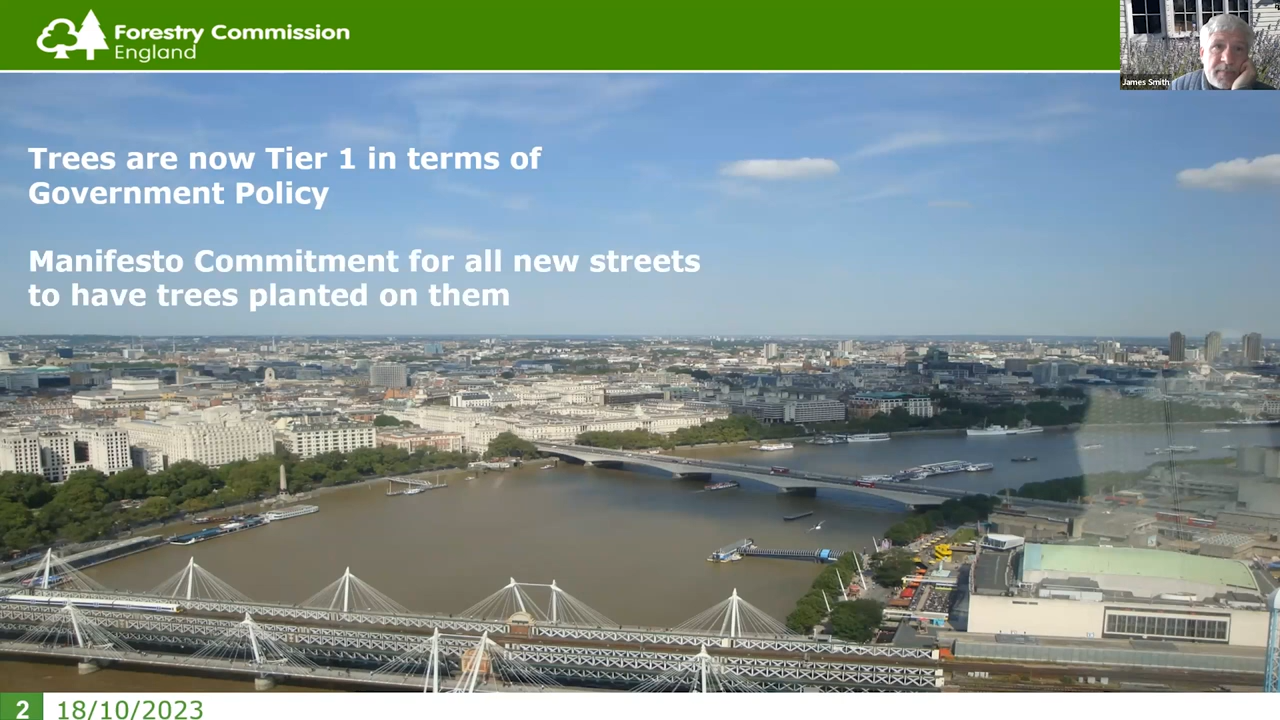 Forestry Commission
England
James Smith
Trees are now Tier 1 in terms of
Government Policy
Manifesto Commitment for all new streets
to have trees planted on them
2 18/10/2023